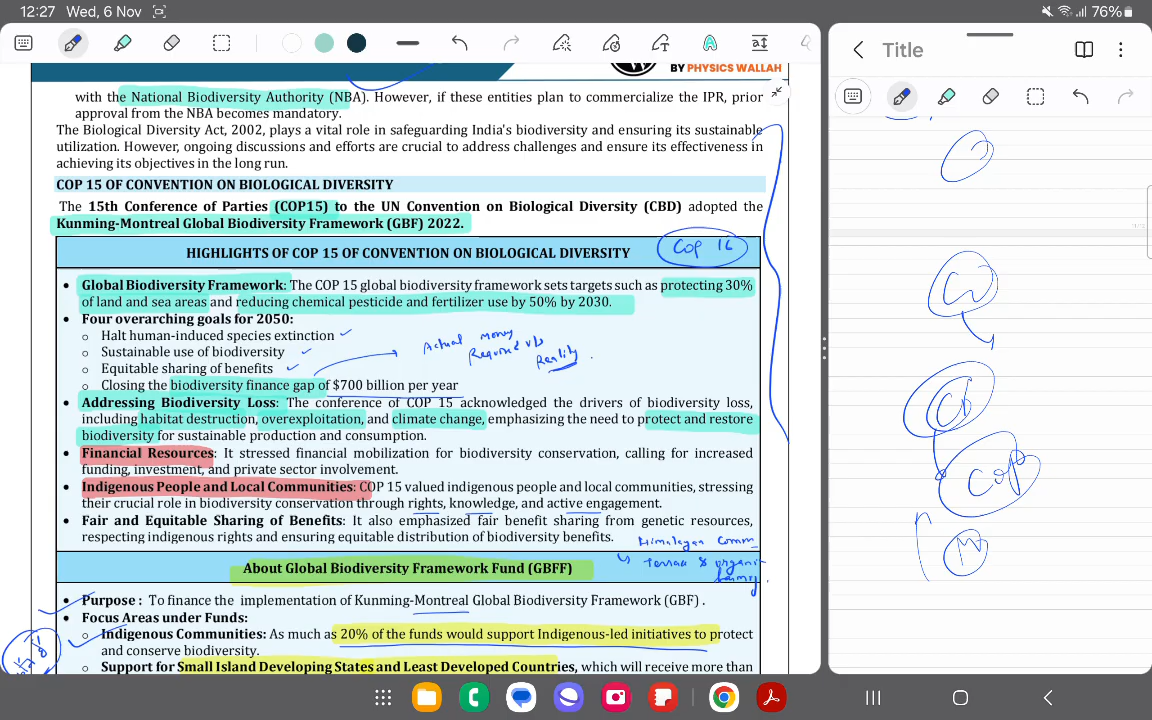 12:27 Wed, 6 Nov
76%
Title
BY PHYSICS WALLAH
with the National Biodiversity Authority (NBA). However, if these entities plan to commercialize the IPR, prior
approval from the NBA becomes mandatory.
The Biological Diversity Act, 2002, plays a vital role in safeguarding India's biodiversity and ensuring its sustainable
utilization. However, ongoing discussions and efforts are crucial to address challenges and ensure its effectiveness in
achieving its objectives in the long run.
COP 15 OF CONVENTION ON BIOLOGICAL DIVERSITY
The 15th Conference of Parties (COP15) to the UN Convention on Biological Diversity (CBD) adopted the
Kunming-Montreal Global Biodiversity Framework (GBF) 2022.
HIGHLIGHTS OF COP 15 OF CONVENTION ON BIOLOGICAL DIVERSITY
Cop 16
• Global Biodiversity Framework: The COP 15 global biodiversity framework sets targets such as protecting 30%
of land and sea areas and reducing chemical pesticide and fertilizer use by 50% by 2030.
• Four overarching goals for 2050:
o Halt human-induced species extinction
o Sustainable use of biodiversity
o Equitable sharing of benefits
o Closing the biodiversity finance gap of $700 billion per year
Actual money
Required v/s
Reality
• Addressing Biodiversity Loss: The conference of COP 15 acknowledged the drivers of biodiversity loss,
including habitat destruction, overexploitation, and climate change, emphasizing the need to protect and restore
biodiversity for sustainable production and consumption.
• Financial Resources: It stressed financial mobilization for biodiversity conservation, calling for increased
funding, investment, and private sector involvement.
• Indigenous People and Local Communities: COP 15 valued indigenous people and local communities, stressing
their crucial role in biodiversity conservation through rights, knowledge, and active engagement.
• Fair and Equitable Sharing of Benefits: It also emphasized fair benefit sharing from genetic resources,
respecting indigenous rights and ensuring equitable distribution of biodiversity benefits.
Himalayan Comm
organic
farming
About Global Biodiversity Framework Fund (GBFF)
• Purpose : To finance the implementation of Kunming-Montreal Global Biodiversity Framework (GBF) .
• Focus Areas under Funds:
o Indigenous Communities: As much as 20% of the funds would support Indigenous-led initiatives to protect
and conserve biodiversity.
o Support for Small Island Developing States and Least Developed Countries, which will receive more than
Cop